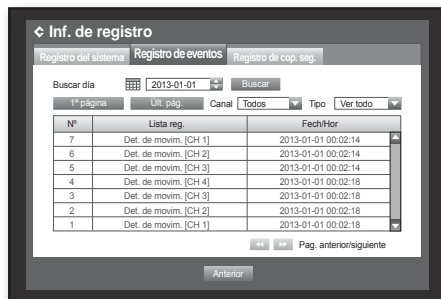 Inf. de registro
Registro del sistema Registro de eventos Registro de cop. seg.
Buscar día 2013-01-01 Buscar
1ª página Ult. pág. Canal Todos Tipo Ver todo
Nº Lista reg. Fech/Hor
7 Det. de movim. [CH 1] 2013-01-01 00:02:14
6 Det. de movim. [CH 2] 2013-01-01 00:02:14
5 Det. de movim. [CH 3] 2013-01-01 00:02:14
4 Det. de movim. [CH 4] 2013-01-01 00:02:18
3 Det. de movim. [CH 3] 2013-01-01 00:02:18
2 Det. de movim. [CH 2] 2013-01-01 00:02:18
1 Det. de movim. [CH 1] 2013-01-01 00:02:18
Pag. anterior/siguiente
Anterior